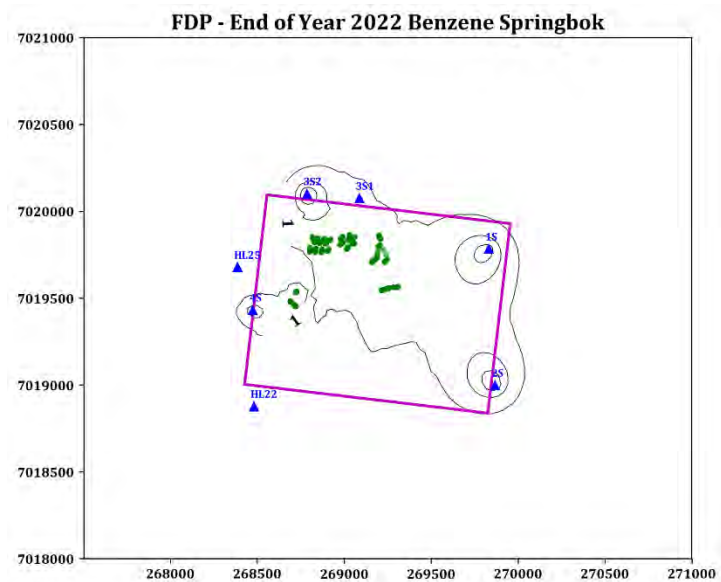 FDP - End of Year 2022 Benzene Springbok
7021000
7020500
3S2
3S1
7020000
1
1S
HL25
7019500
4S
1
2S
7019000
HL22
7018500
7018000
268000
268500
269000
269500
270000
270500
271000